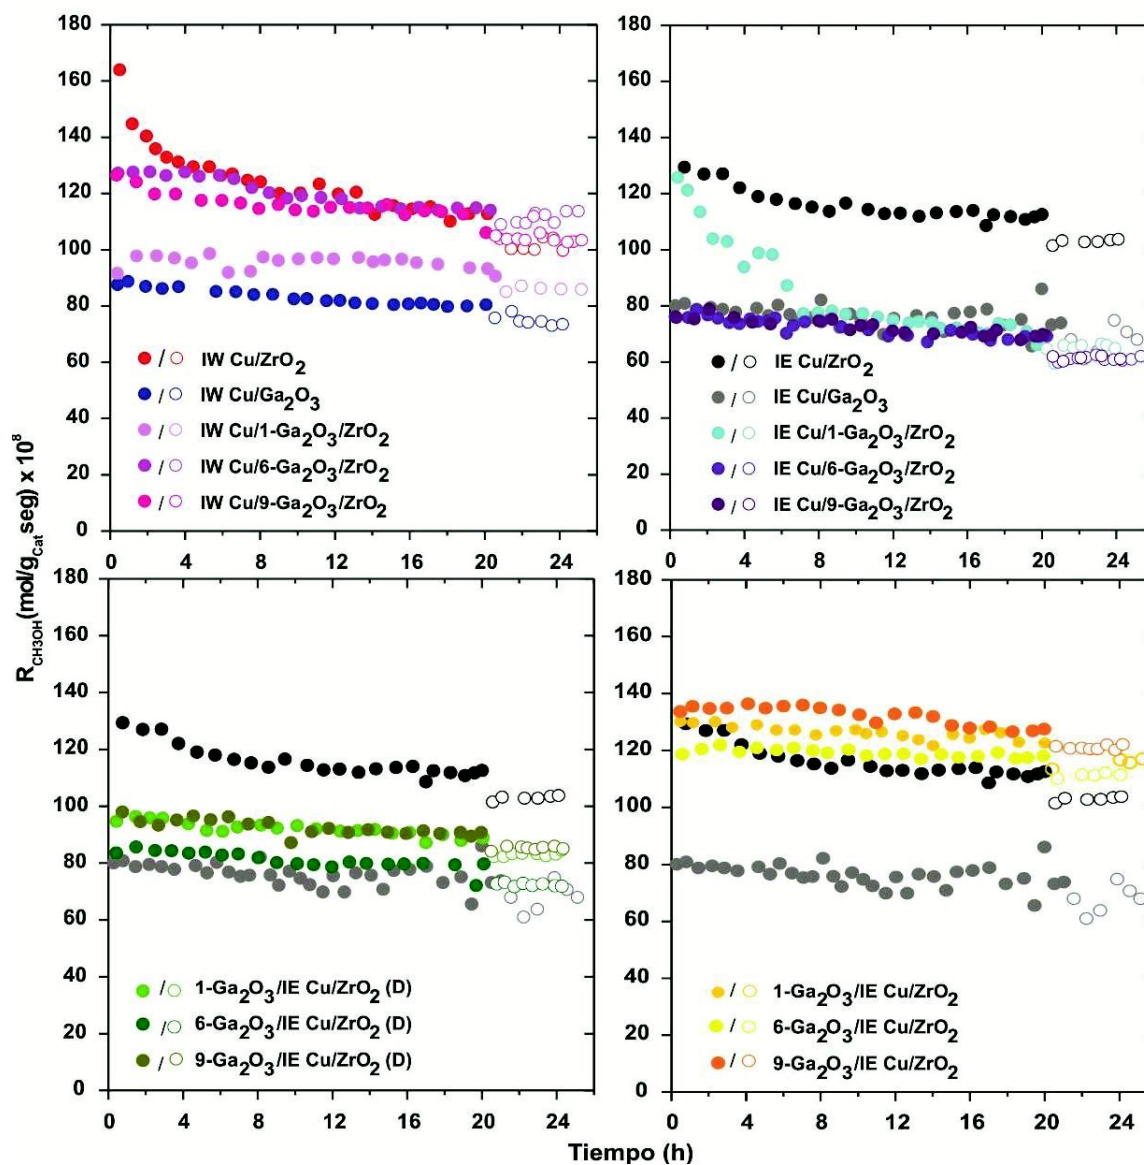 180
160
140
120
100
80
60
40
20
0
0 4 8 12 16 20 24
/ IW Cu/ZrO2
/ IW Cu/Ga2O3
/ IW Cu/1-Ga2O3/ZrO2
/ IW Cu/6-Ga2O3/ZrO2
/ IW Cu/9-Ga2O3/ZrO2
180
160
140
120
100
80
60
40
20
0
0 4 8 12 16 20 24
/ IE Cu/ZrO2
/ IE Cu/Ga2O3
/ IE Cu/1-Ga2O3/ZrO2
/ IE Cu/6-Ga2O3/ZrO2
/ IE Cu/9-Ga2O3/ZrO2
RCH3OH(mol/gCat seg) x 10⁸
180
160
140
120
100
80
60
40
20
0
0 4 8 12 16 20 24
/ 1-Ga2O3/IE Cu/ZrO2 (D)
/ 6-Ga2O3/IE Cu/ZrO2 (D)
/ 9-Ga2O3/IE Cu/ZrO2 (D)
180
160
140
120
100
80
60
40
20
0
0 4 8 12 16 20 24
/ 1-Ga2O3/IE Cu/ZrO2
/ 6-Ga2O3/IE Cu/ZrO2
/ 9-Ga2O3/IE Cu/ZrO2
Tiempo (h)